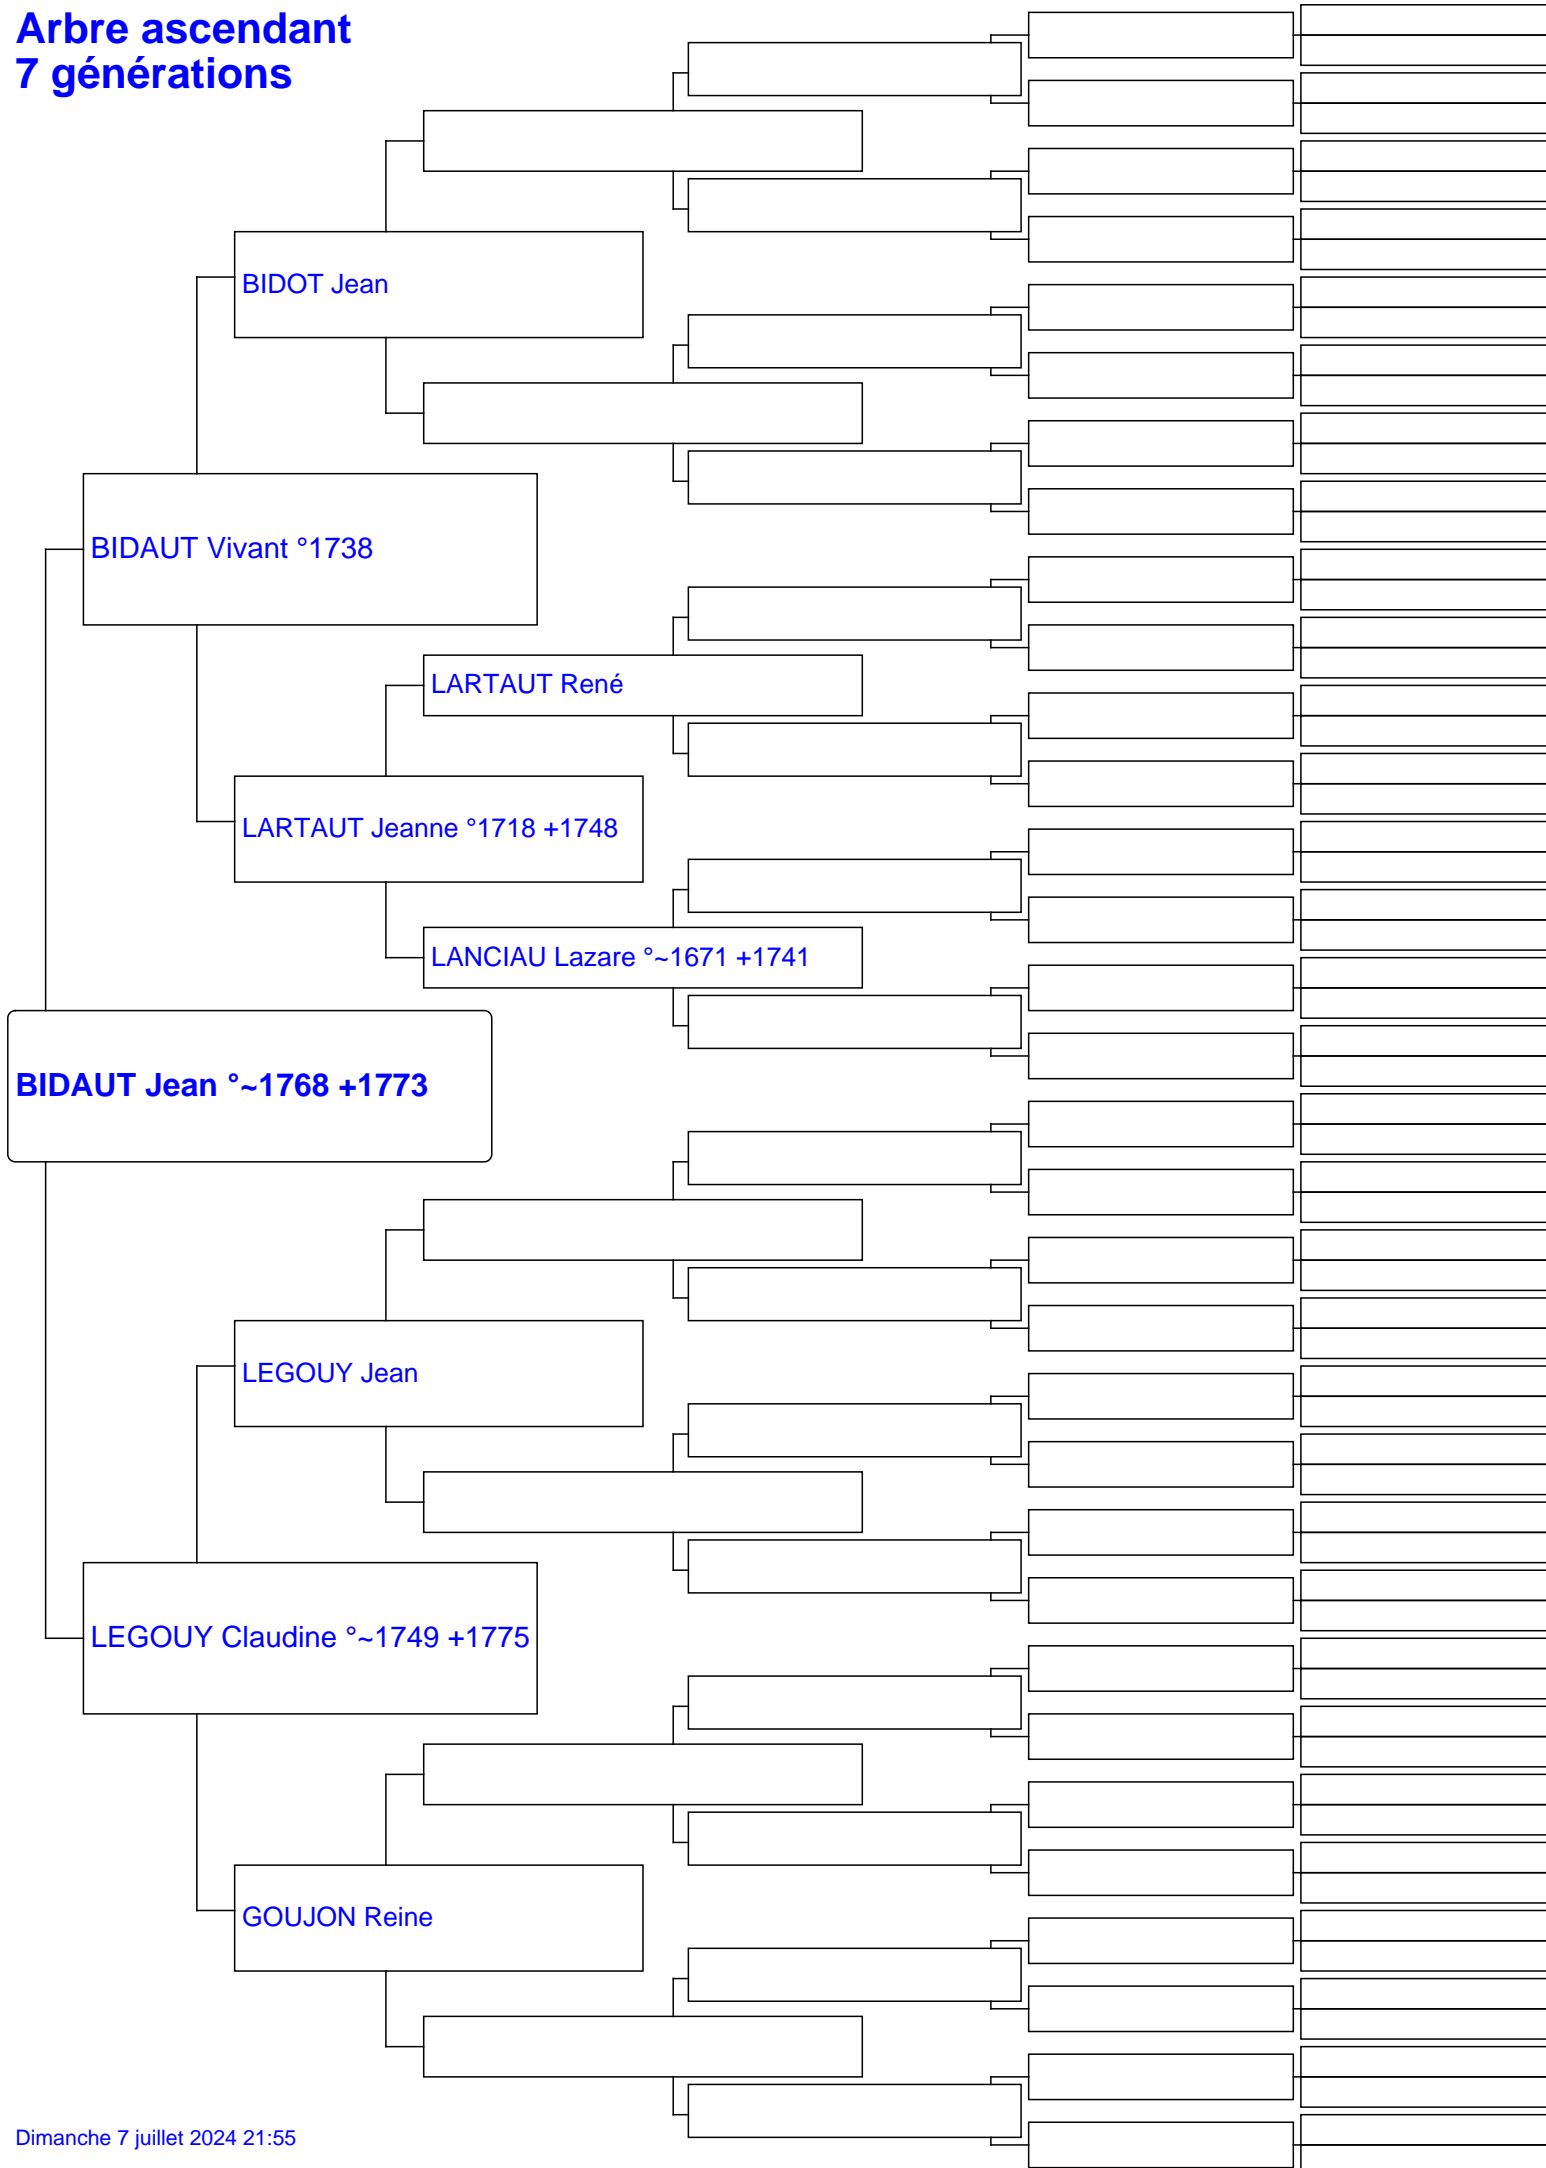 Arbre ascendant
7 générations
BIDOT Jean
BIDAUT Vivant °1738
LARTAUT René
LARTAUT Jeanne °1718 +1748
LANCIAU Lazare °~1671 +1741
BIDAUT Jean °~1768 +1773
LEGOUY Jean
LEGOUY Claudine °~1749 +1775
GOUJON Reine
Dimanche 7 juillet 2024 21:55